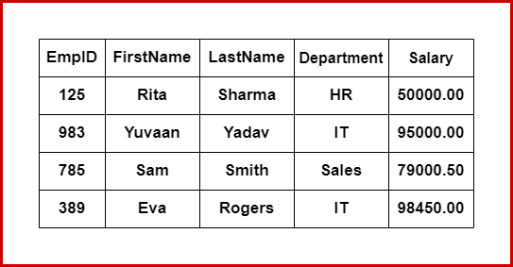 EmpID FirstName LastName Department Salary
125 Rita Sharma HR 50000.00
983 Yuvaan Yadav IT 95000.00
785 Sam Smith Sales 79000.50
389 Eva Rogers IT 98450.00